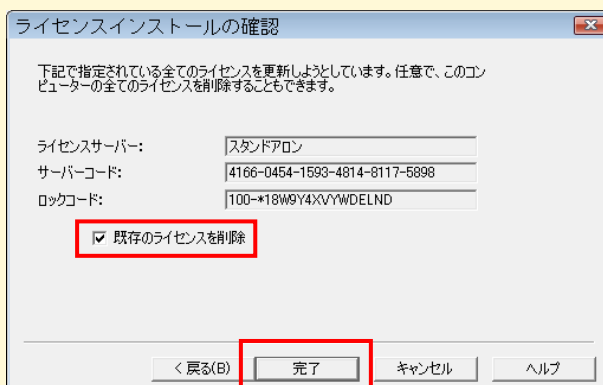 ライセンスインストールの確認
下記で指定されている全てのライセンスを更新しようとしています。任意で、このコン
ピューターの全てのライセンスを削除することもできます。
ライセンスサーバー: スタンドアロン
サーバーコード: 4166-0454-1593-4814-8117-5898
ロックコード: 100-*18W9Y4XVYWDELND
既存のライセンスを削除
< 戻る(B) 完了 キャンセル ヘルプ